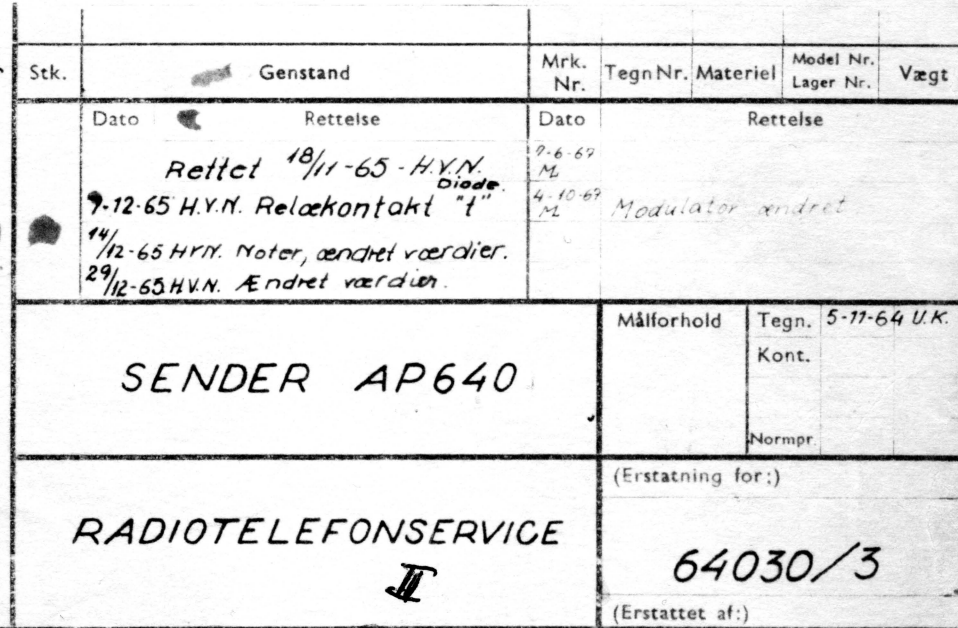 Stk. Genstand Mrk. Nr. Tegn Nr. Materiel Model Nr. Lager Nr. Vægt
Dato Rettelse Dato Rettelse
Rettet 18/11-65 - H.V.N.
Diode.
9-12-65 H.V.N. Relækontakt "t"
14/12-65 HVN. Noter, ændret værdier.
29/12-65 H.V.N. Ændret værdier.
7-6-67
M.
4-10-67 Modulator ændret
M.
SENDER AP640
Målforhold
Tegn. 5-11-64 U.K.
Kont.
Normpr.
RADIOTELEFONSERVICE
II
(Erstatning for:)
64030/3
(Erstattet af:)